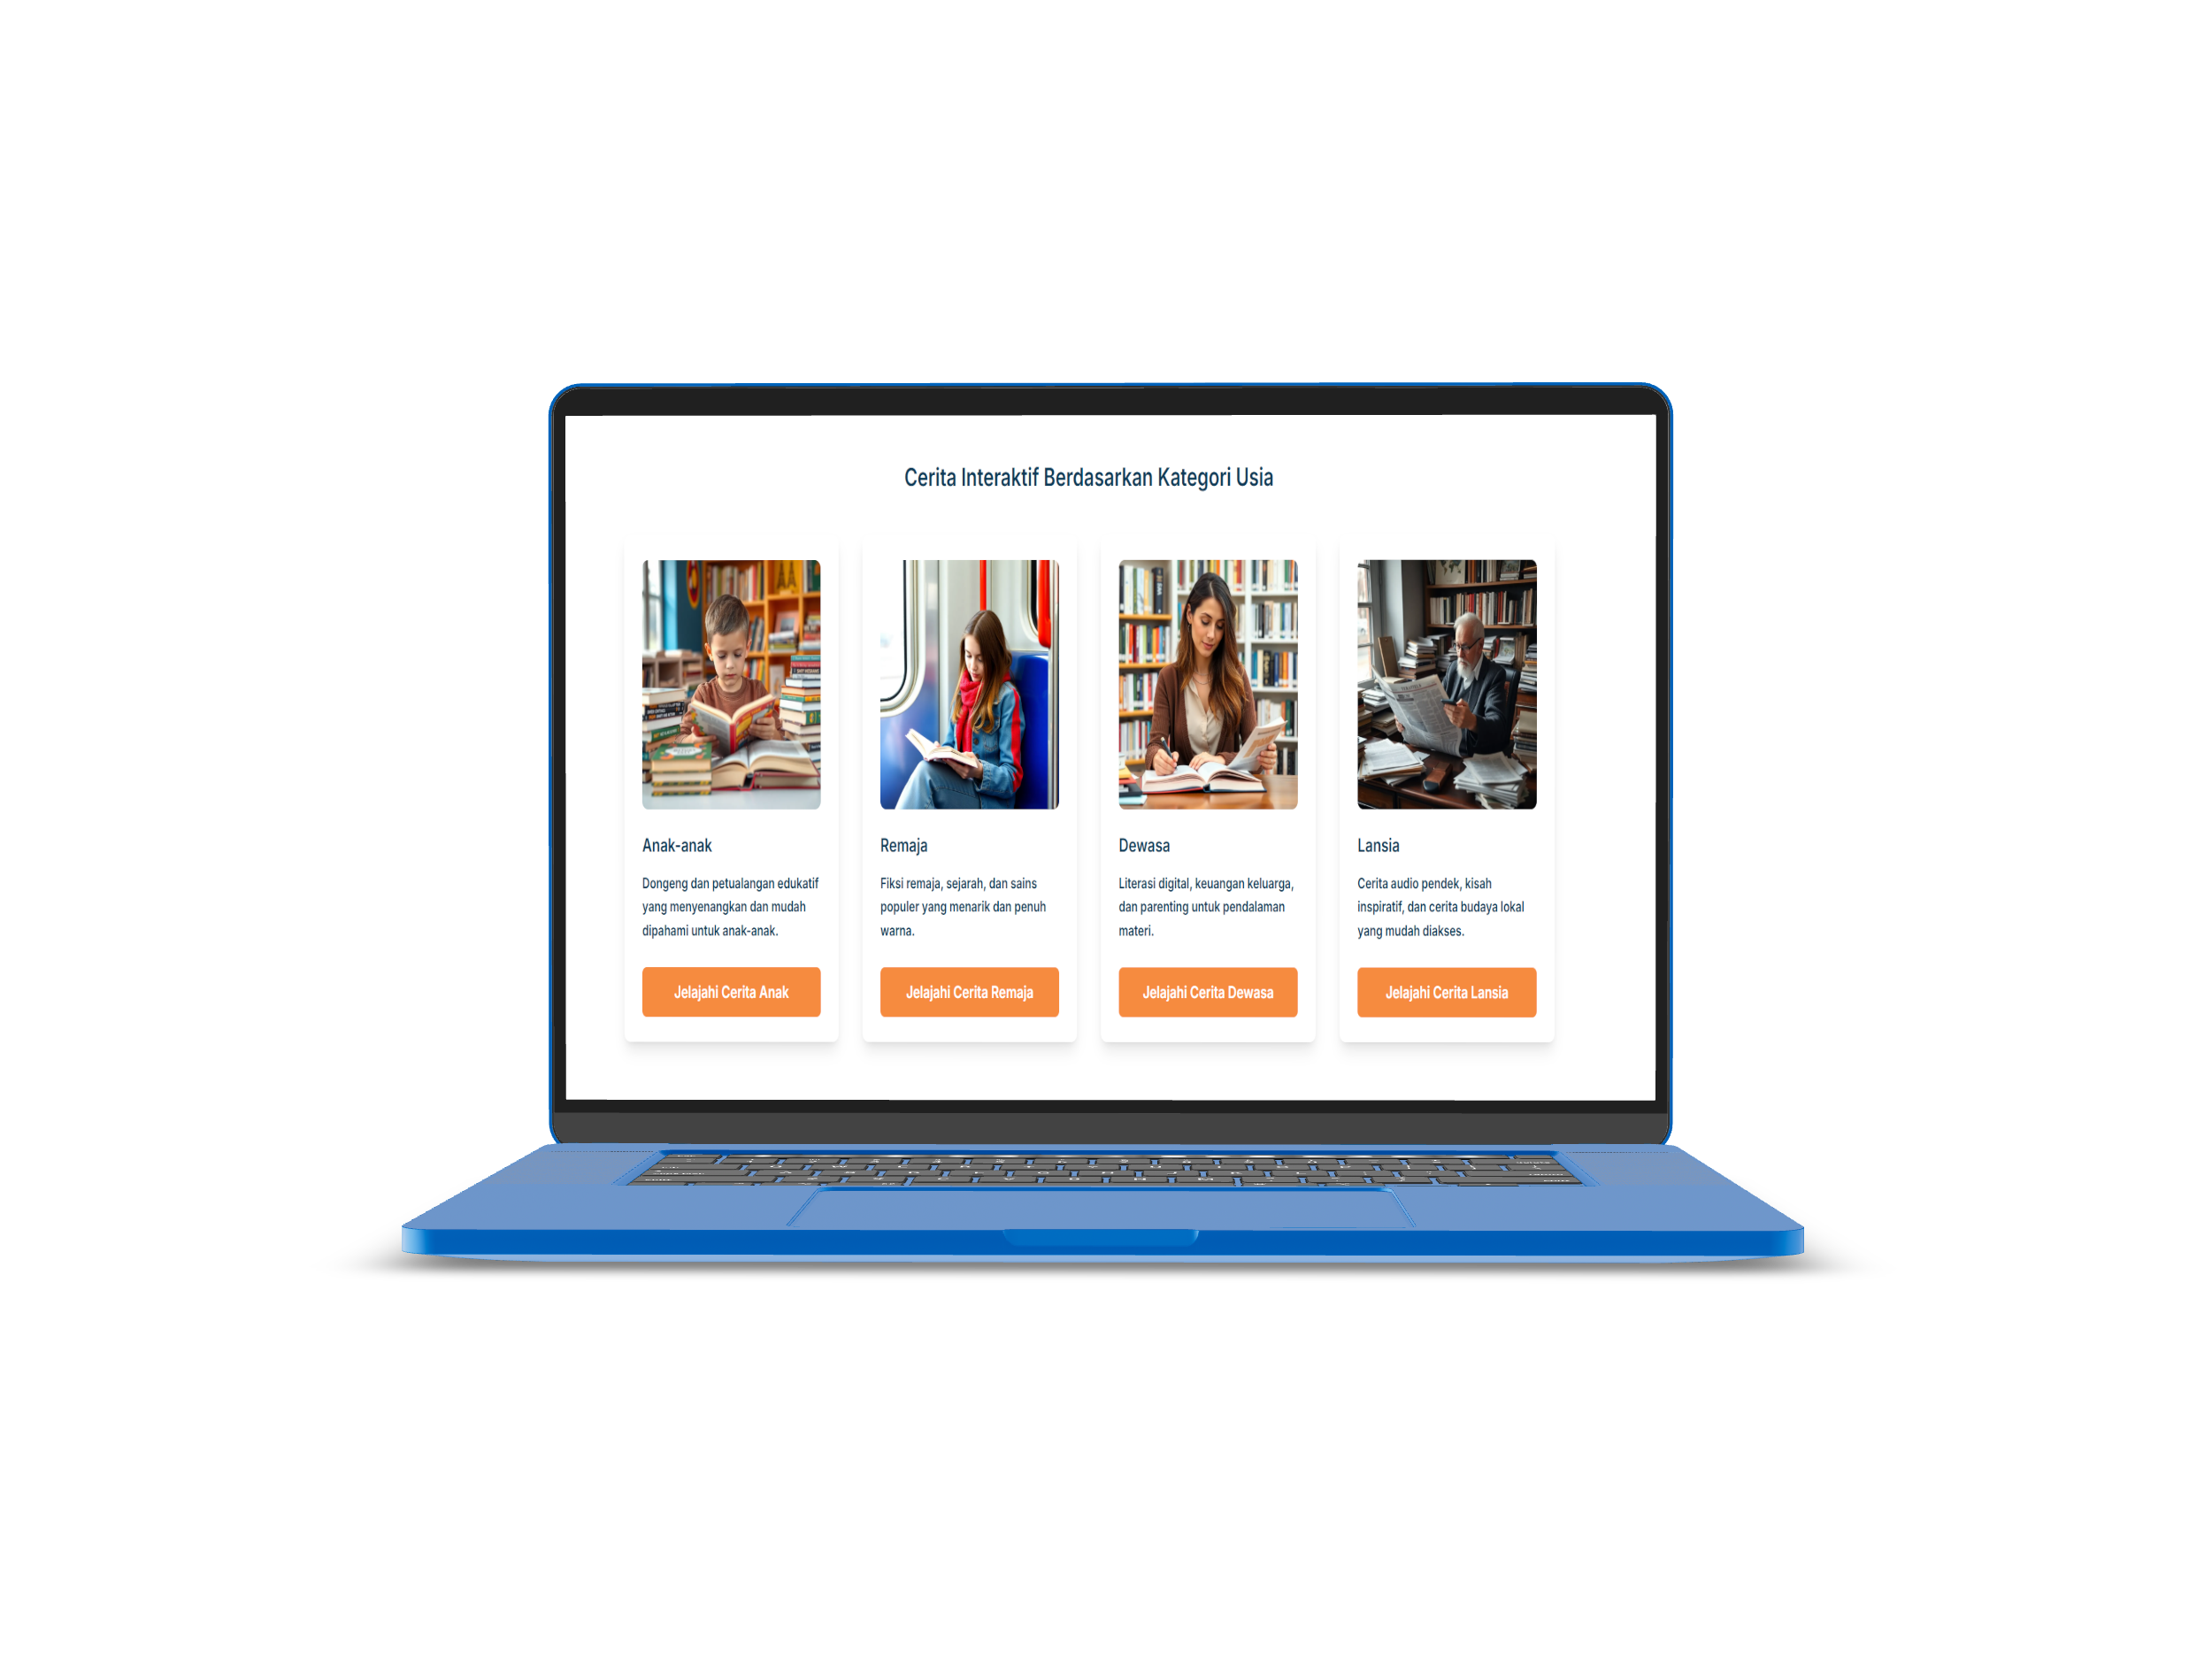 Cerita Interaktif Berdasarkan Kategori Usia
Anak-anak
Dongeng dan petualangan edukatif
yang menyenangkan dan mudah
dipahami untuk anak-anak.
Jelajahi Cerita Anak
Remaja
Fiksi remaja, sejarah, dan sains
populer yang menarik dan penuh
warna.
Jelajahi Cerita Remaja
Dewasa
Literasi digital, keuangan keluarga,
dan parenting untuk pendalaman
materi.
Jelajahi Cerita Dewasa
Lansia
Cerita audio pendek, kisah
inspiratif, dan cerita budaya lokal
yang mudah diakses.
Jelajahi Cerita Lansia